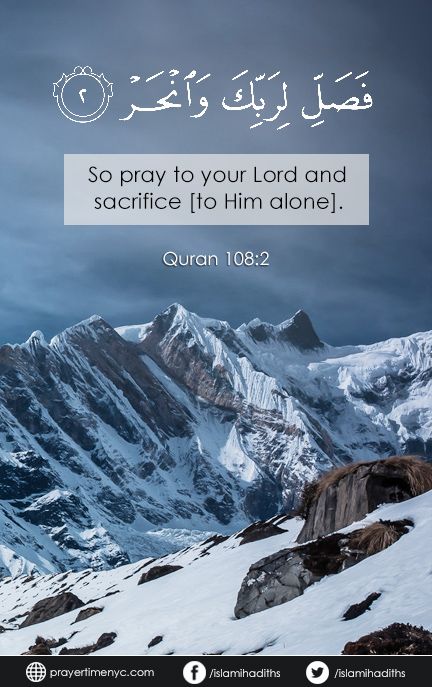 فَصَلِّ لِرَبِّكَ وَٱنْحَرْ ٢
So pray to your Lord and
sacrifice [to Him alone].
Quran 108:2
prayertimenyc.com /islamihadiths /islamihadiths